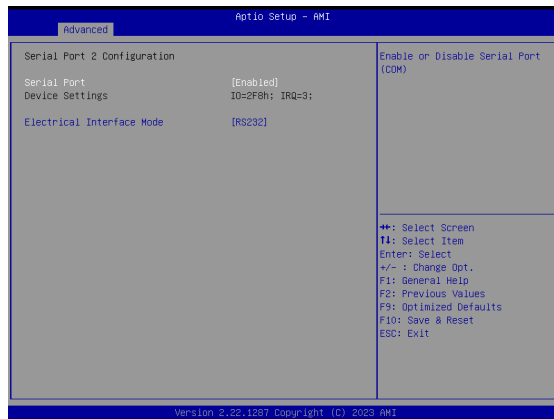 Aptio Setup - AMI
Advanced
Serial Port 2 Configuration
Serial Port [Enabled]
Device Settings IO=2F8h; IRQ=3;
Electrical Interface Mode [RS232]
Enable or Disable Serial Port
(COM)
→←: Select Screen
↑↓: Select Item
Enter: Select
+/- : Change Opt.
F1: General Help
F2: Previous Values
F9: Optimized Defaults
F10: Save & Reset
ESC: Exit
Version 2.22.1287 Copyright (C) 2023 AMI